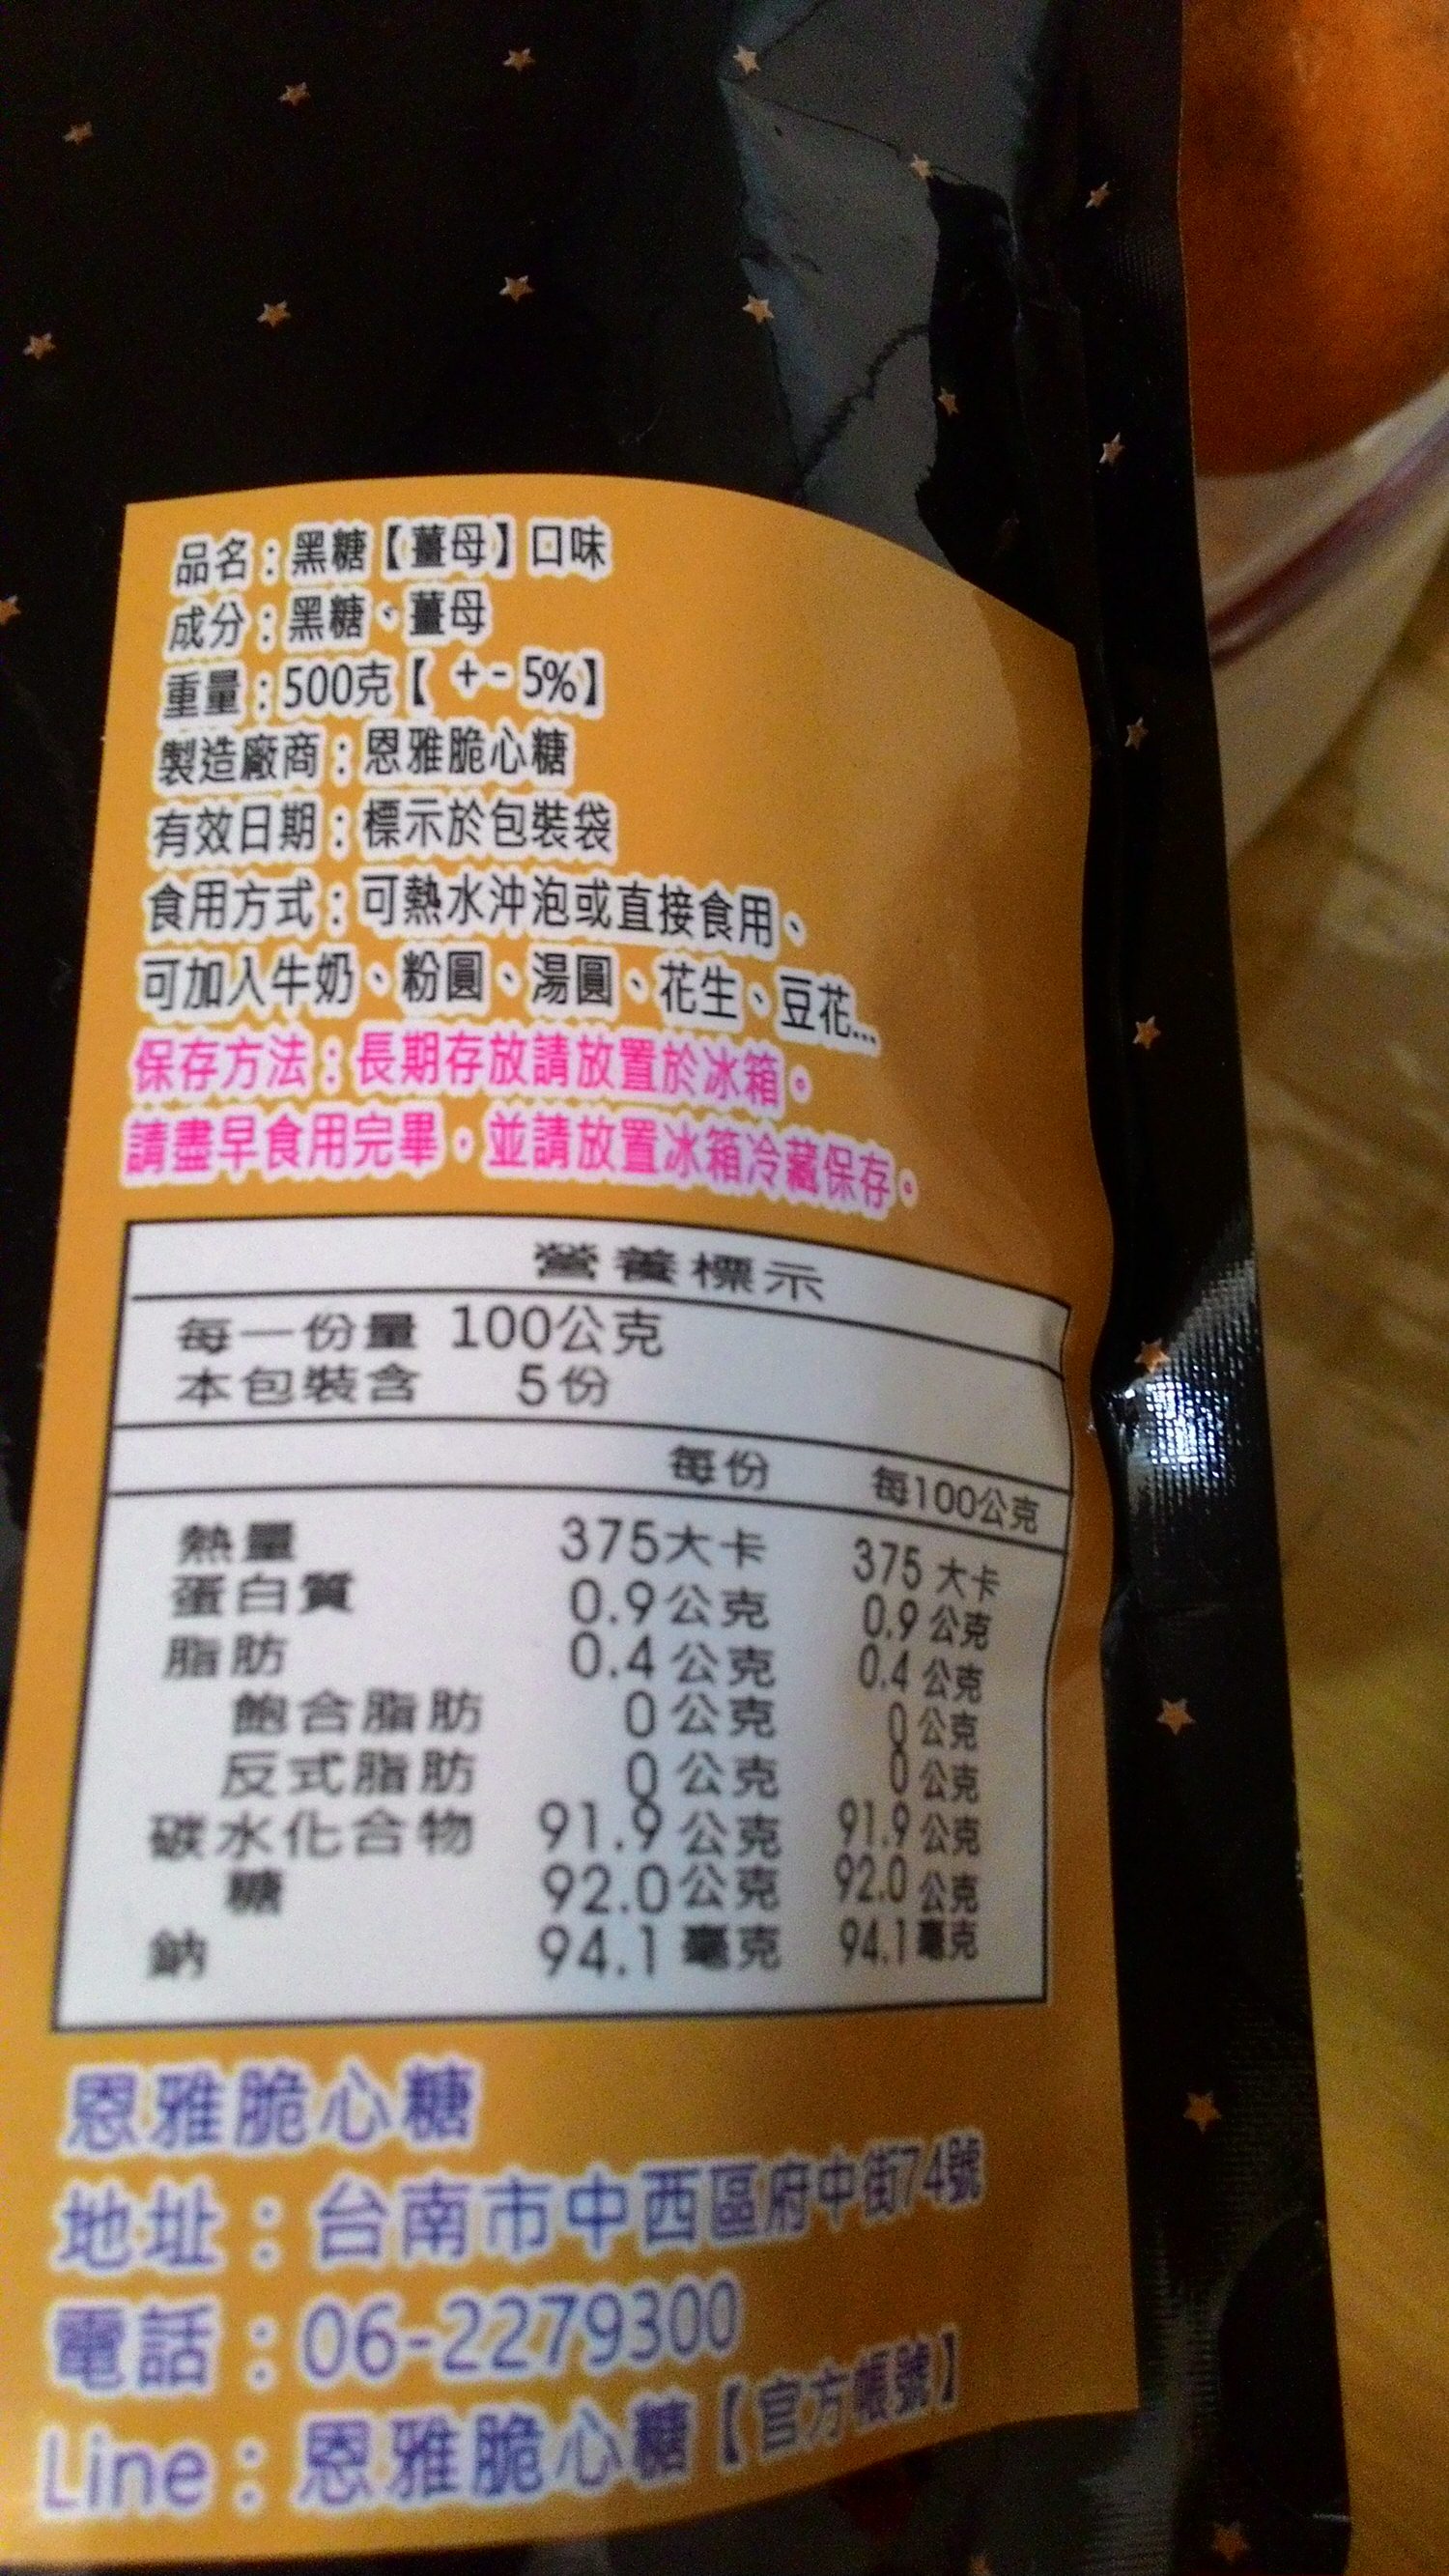 品名：黑糖【薑母】口味
成分：黑糖、薑母
重量：500克【 +- 5%】
製造廠商：恩雅脆心糖
有效日期：標示於包裝袋
食用方式：可熱水沖泡或直接食用、
可加入牛奶、粉圓、湯圓、花生、豆花...
保存方法：長期存放請放置於冰箱。
請盡早食用完畢。並請放置冰箱冷藏保存。
營養標示
每一份量 100公克
本包裝含 5份
每份 每100公克
熱量 375大卡 375 大卡
蛋白質 0.9公克 0.9公克
脂肪 0.4公克 0.4公克
飽合脂肪 0公克 0公克
反式脂肪 0公克 0公克
碳水化合物 91.9公克 91.9公克
糖 92.0公克 92.0公克
鈉 94.1毫克 94.1毫克
恩雅脆心糖
地址：台南市中西區府中街74號
電話：06-2279300
Line：恩雅脆心糖【官方帳號】